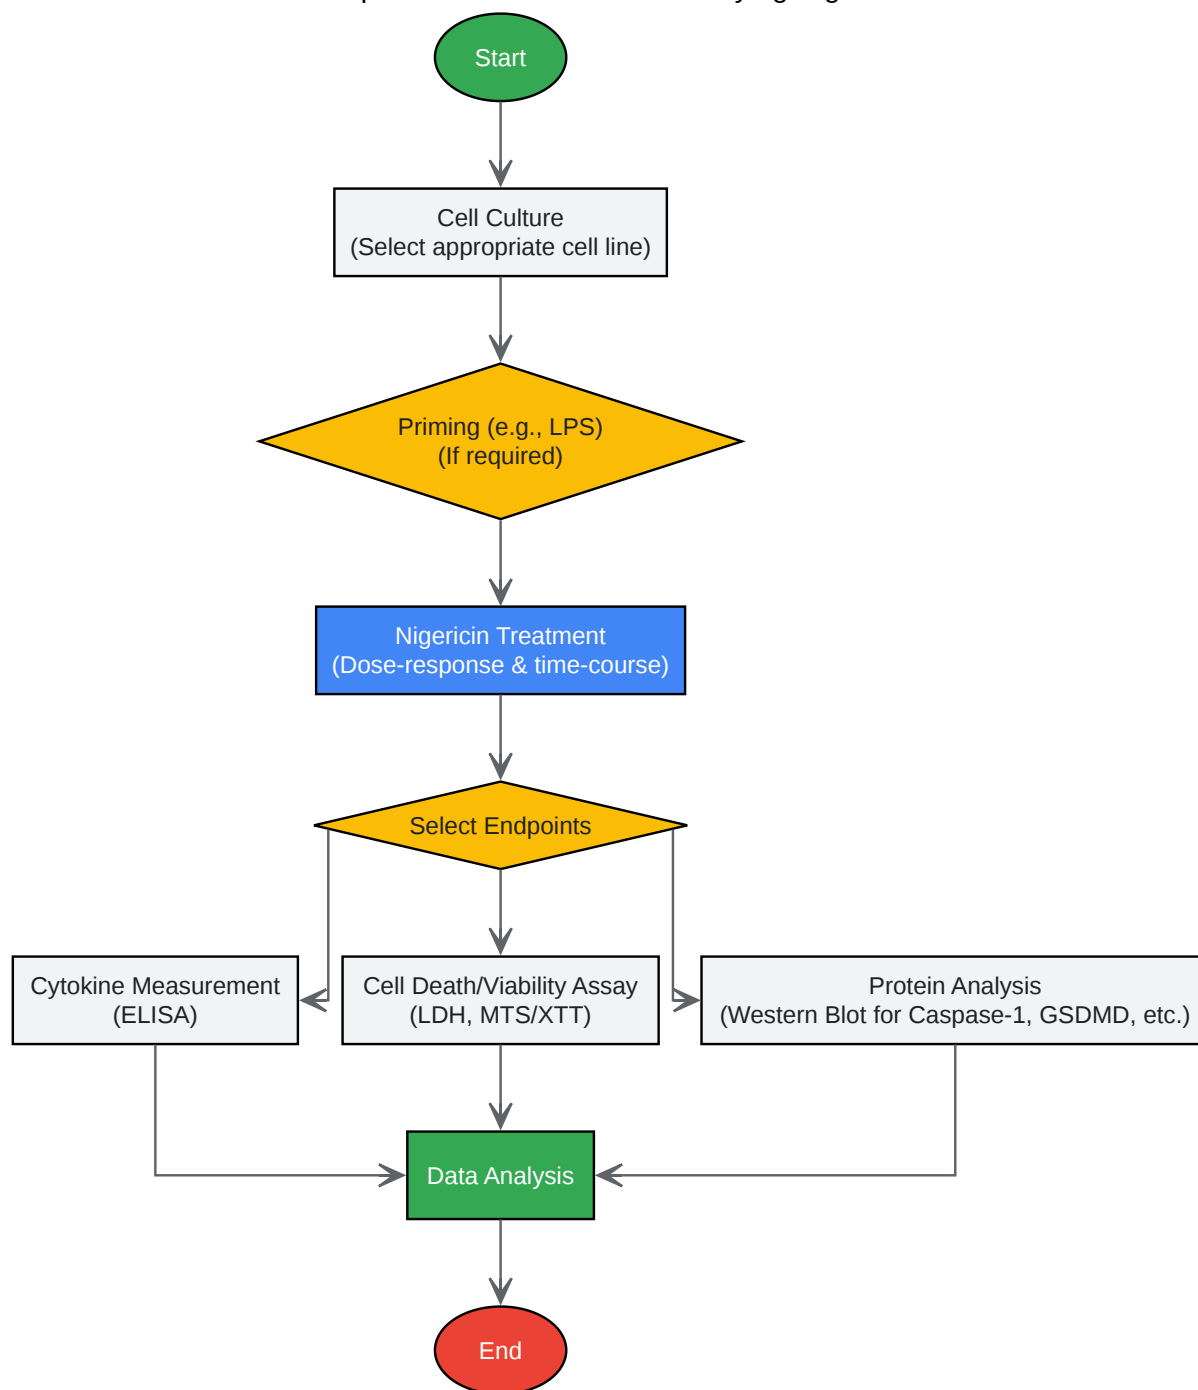 Start
Cell Culture
(Select appropriate cell line)
Priming (e.g., LPS)
(If required)
Nigericin Treatment
(Dose-response & time-course)
Select Endpoints
Cytokine Measurement
(ELISA)
Cell Death/Viability Assay
(LDH, MTS/XTT)
Protein Analysis
(Western Blot for Caspase-1, GSDMD, etc.)
Data Analysis
End